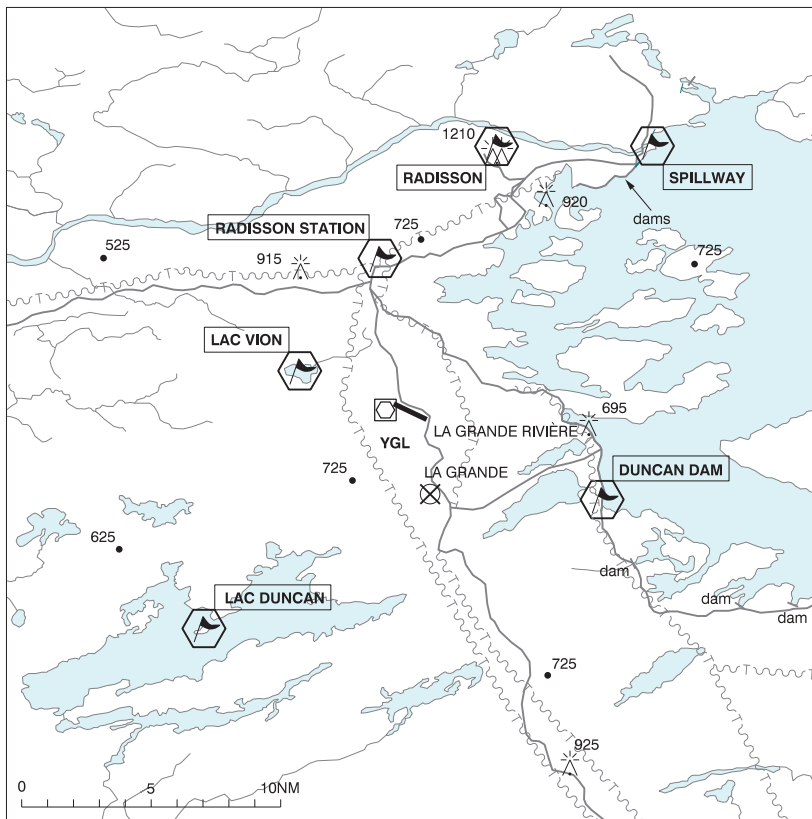 1210
RADISSON
SPILLWAY
920
dams
RADISSON STATION
725
525
915
725
LAC VION
695
LA GRANDE RIVIÈRE
YGL
LA GRANDE
DUNCAN DAM
725
625
dam
LAC DUNCAN
dam
dam
725
925
0 5 10NM